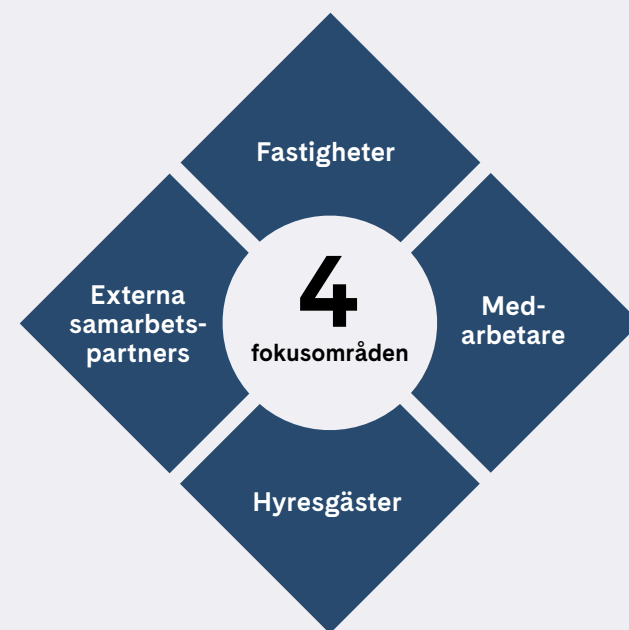 Fastigheter
Externa
samarbets-
partners
4
fokusområden
Med-
arbetare
Hyresgäster